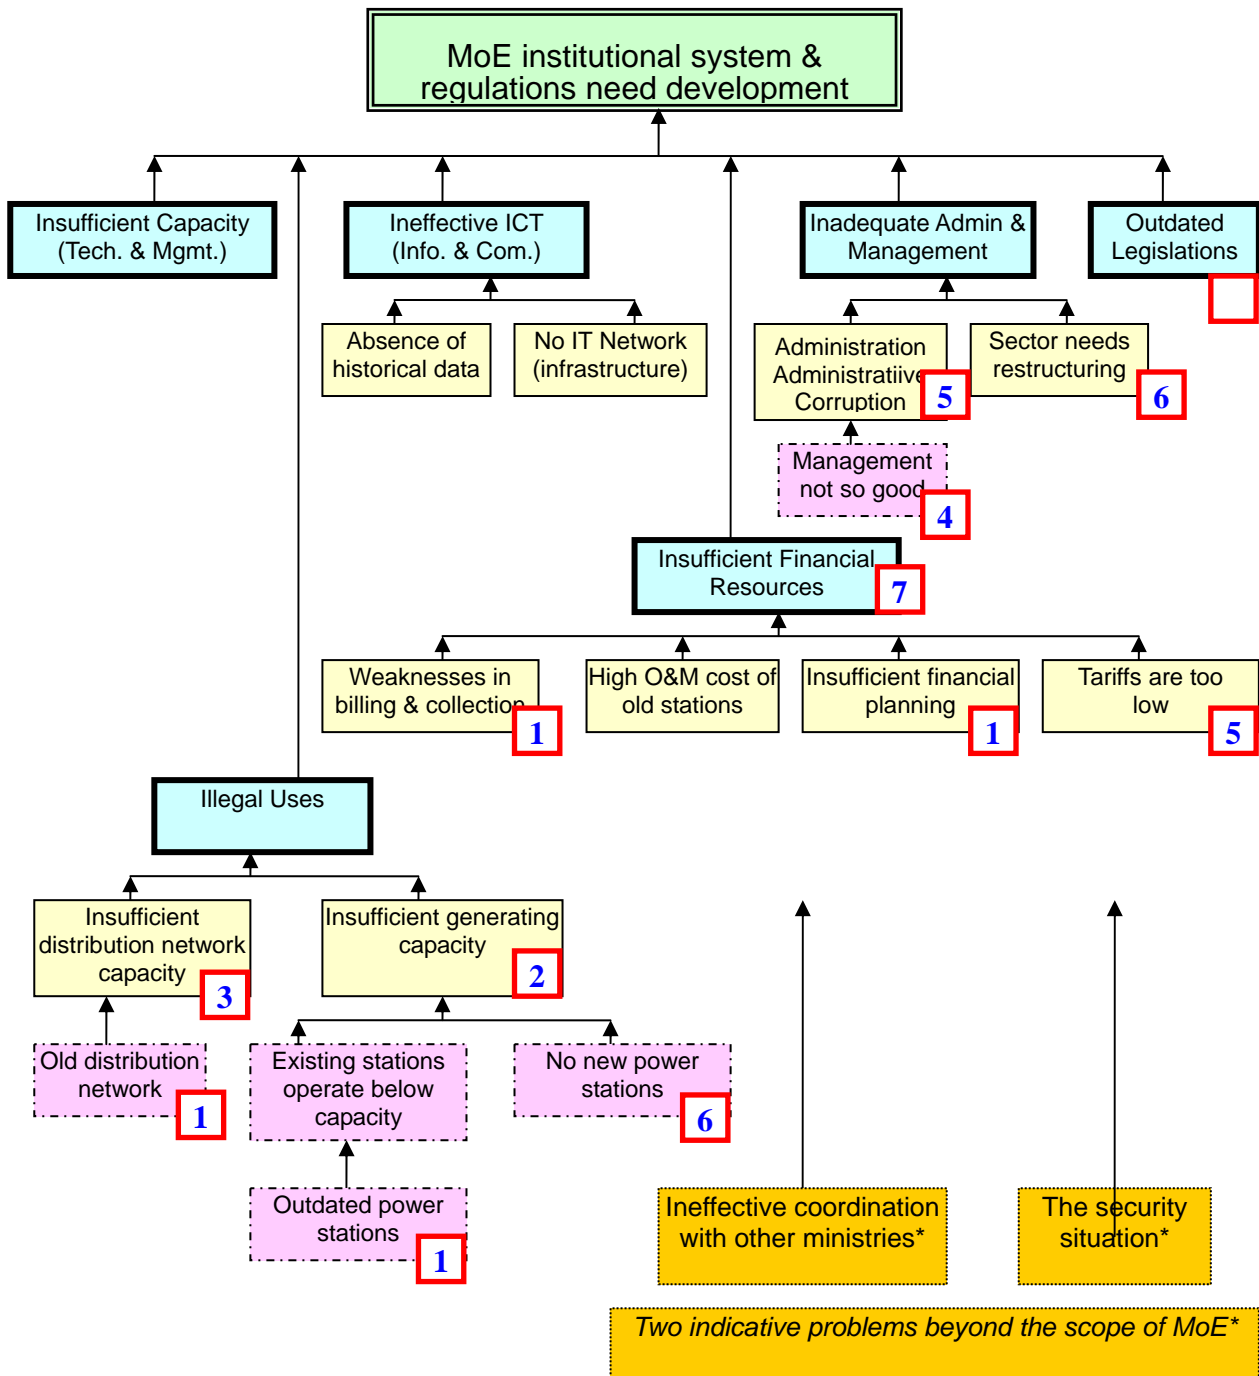 MoE institutional system &
regulations need development
Insufficient Capacity
(Tech. & Mgmt.)
Ineffective ICT
(Info. & Com.)
Inadequate Admin &
Management
Outdated
Legislations
Absence of
historical data
No IT Network
(infrastructure)
Administration
Administratiive
Corruption
5
Sector needs
restructuring
6
Management
not so good
4
Insufficient Financial
Resources
7
Weaknesses in
billing & collection
1
High O&M cost of
old stations
Insufficient financial
planning
1
Tariffs are too
low
5
Illegal Uses
Insufficient
distribution network
capacity
3
Insufficient generating
capacity
2
Old distribution
network
1
Existing stations
operate below
capacity
No new power
stations
6
Outdated power
stations
1
Ineffective coordination
with other ministries*
The security
situation*
Two indicative problems beyond the scope of MoE*